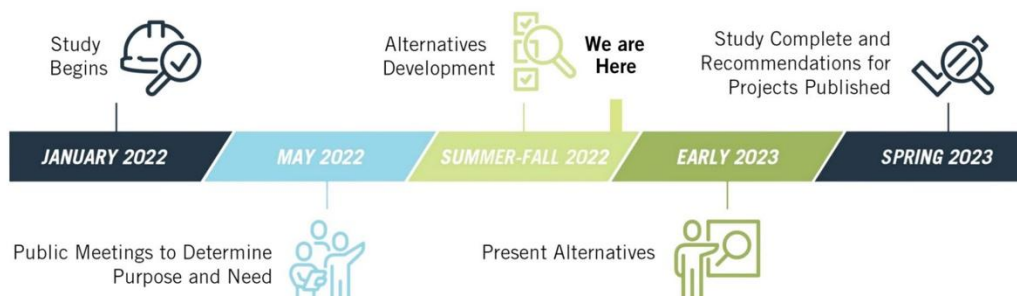 Study
Begins
Alternatives
Development
We are
Here
Study Complete and
Recommendations for
Projects Published
JANUARY 2022
MAY 2022
SUMMER-FALL 2022
EARLY 2023
SPRING 2023
Public Meetings to Determine
Purpose and Need
Present Alternatives